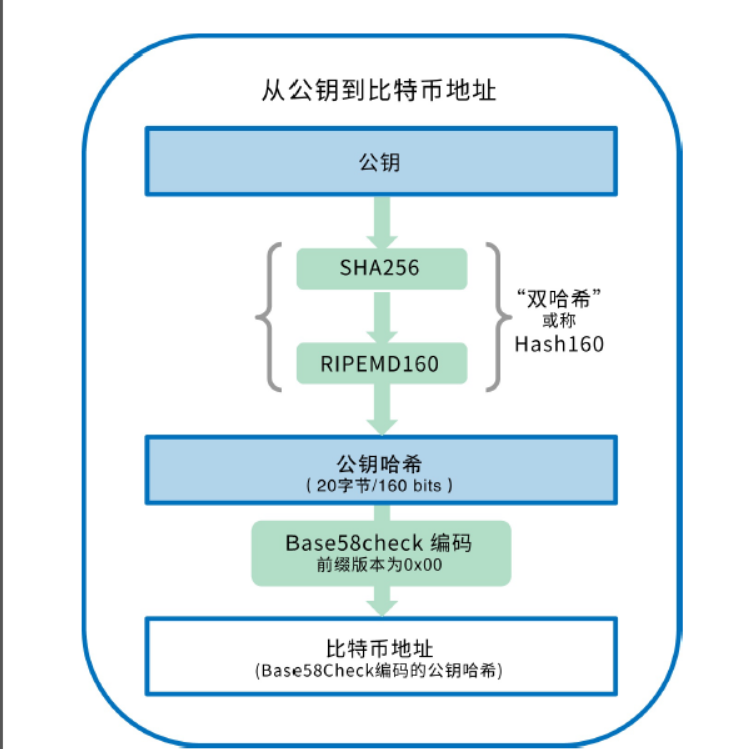 从公钥到比特币地址
公钥
SHA256
RIPEMD160
“双哈希”
或称
Hash160
公钥哈希
( 20字节/160 bits )
Base58check 编码
前缀版本为0x00
比特币地址
(Base58Check编码的公钥哈希)